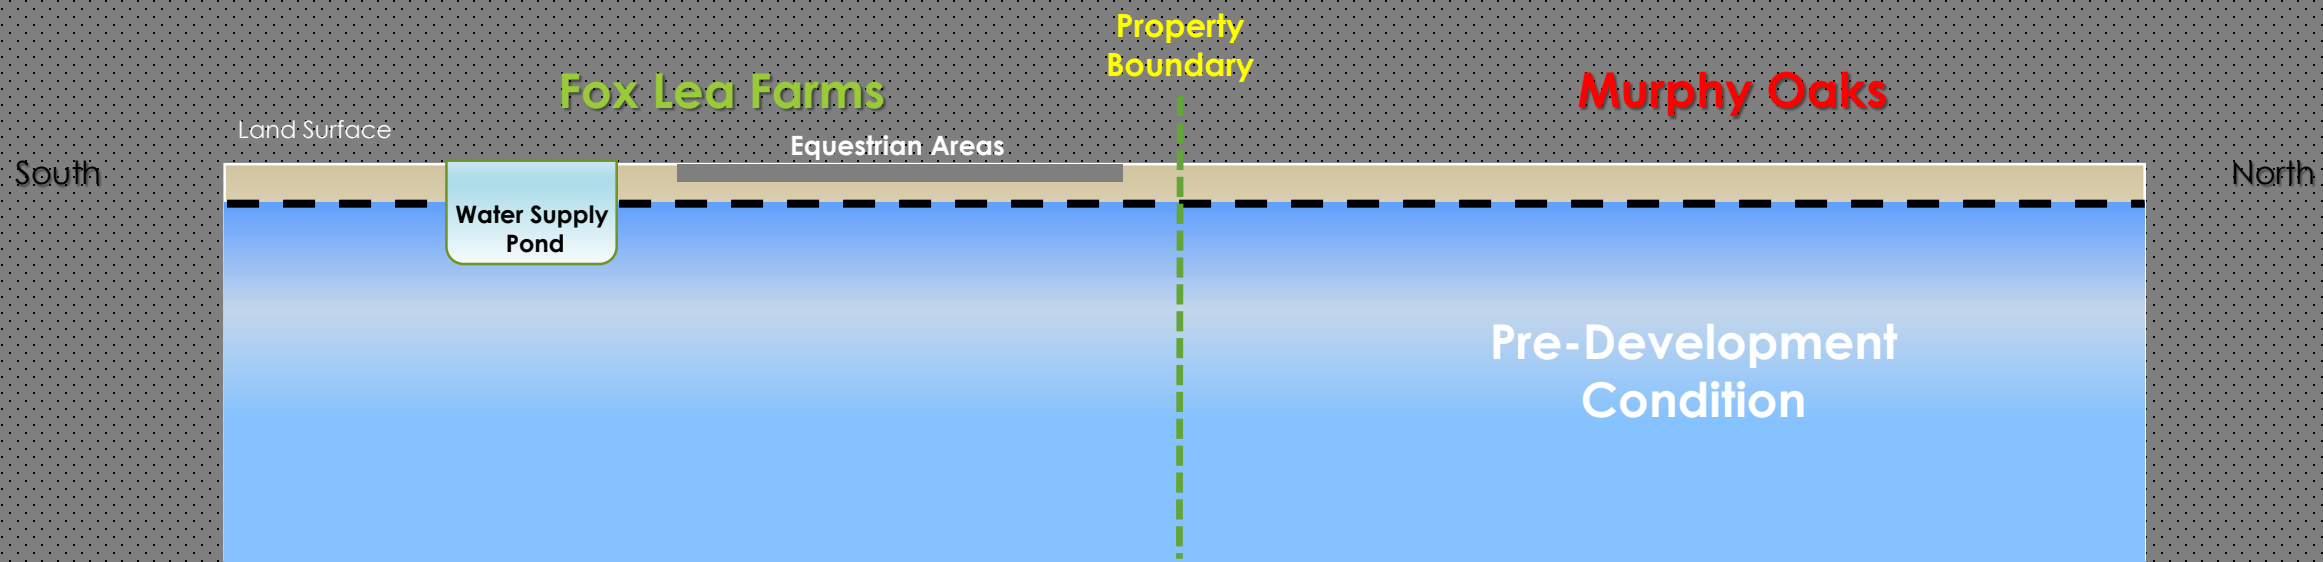 Property
Boundary
Fox Lea Farms
Murphy Oaks
Land Surface
Equestrian Areas
South
North
Water Supply
Pond
Pre-Development
Condition